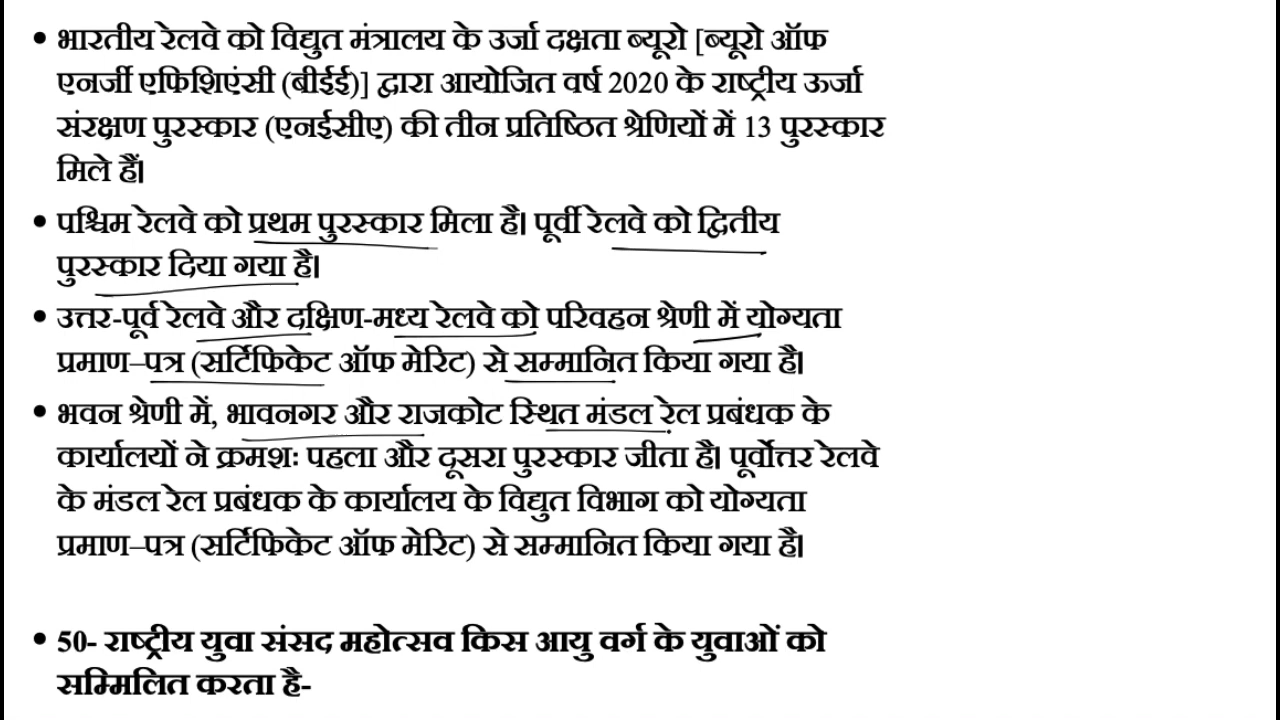 • भारतीय रेलवे को विद्युत मंत्रालय के उर्जा दक्षता ब्यूरो [ब्यूरो ऑफ
एनर्जी एफिशिएंसी (बीईई)] द्वारा आयोजित वर्ष 2020 के राष्ट्रीय ऊर्जा
संरक्षण पुरस्कार (एनईसीए) की तीन प्रतिष्ठित श्रेणियों में 13 पुरस्कार
मिले हैं।
• पश्चिम रेलवे को प्रथम पुरस्कार मिला है। पूर्वी रेलवे को द्वितीय
पुरस्कार दिया गया है।
• उत्तर-पूर्व रेलवे और दक्षिण-मध्य रेलवे को परिवहन श्रेणी में योग्यता
प्रमाण–पत्र (सर्टिफिकेट ऑफ मेरिट) से सम्मानित किया गया है।
• भवन श्रेणी में, भावनगर और राजकोट स्थित मंडल रेल प्रबंधक के
कार्यालयों ने क्रमशः पहला और दूसरा पुरस्कार जीता है। पूर्वोत्तर रेलवे
के मंडल रेल प्रबंधक के कार्यालय के विद्युत विभाग को योग्यता
प्रमाण–पत्र (सर्टिफिकेट ऑफ मेरिट) से सम्मानित किया गया है।
• 50- राष्ट्रीय युवा संसद महोत्सव किस आयु वर्ग के युवाओं को
सम्मिलित करता है-